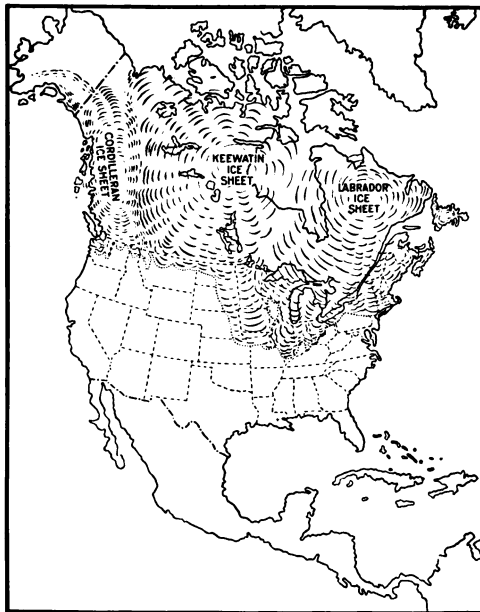 CORDILLERAN
ICE SHEET
KEEWATIN
ICE
SHEET
LABRADOR
ICE
SHEET